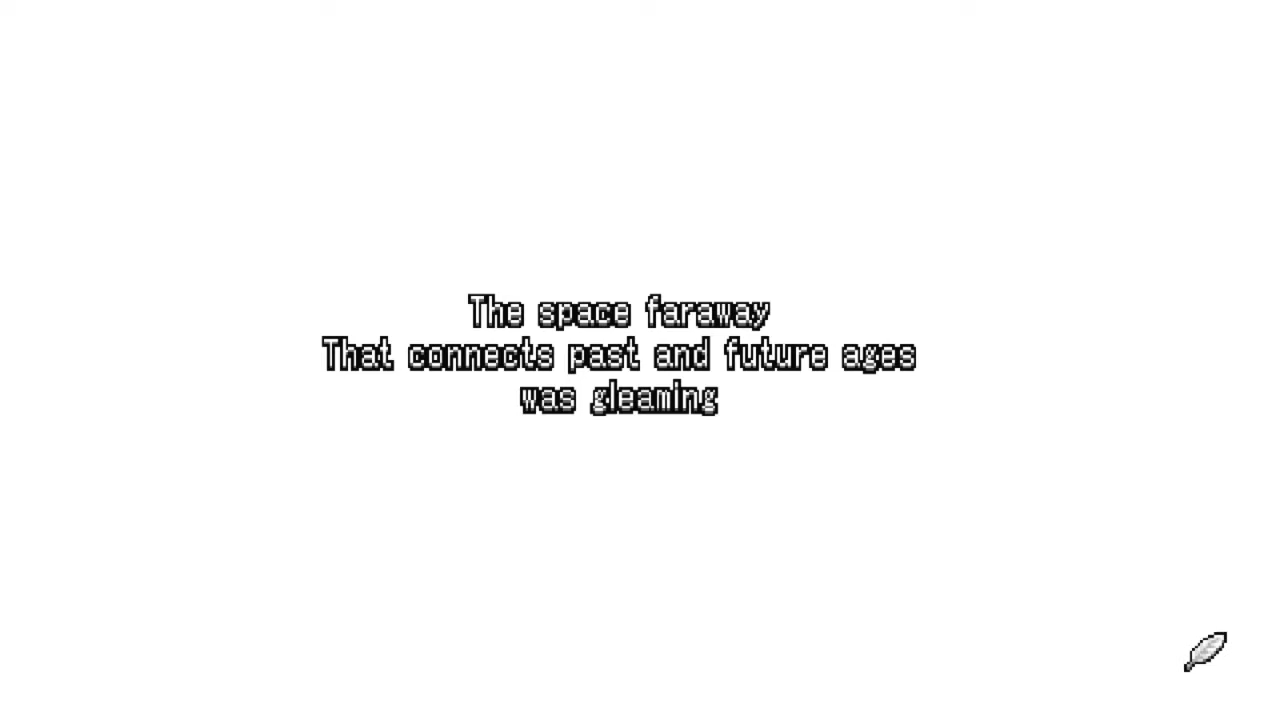 The space faraway
That connects past and future ages
was gleaming